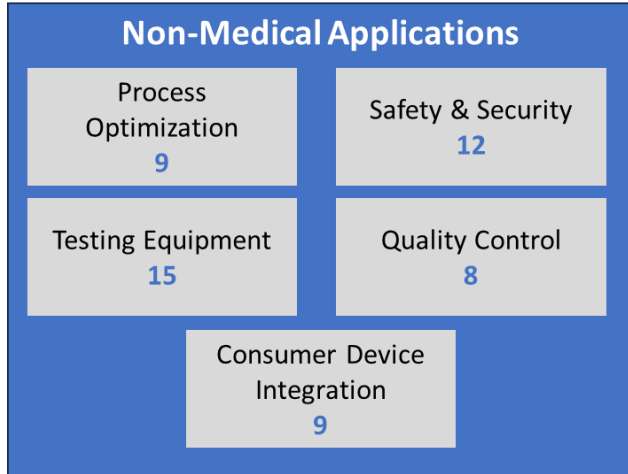 Non-Medical Applications
Process
Optimization
9
Safety & Security
12
Testing Equipment
15
Quality Control
8
Consumer Device
Integration
9